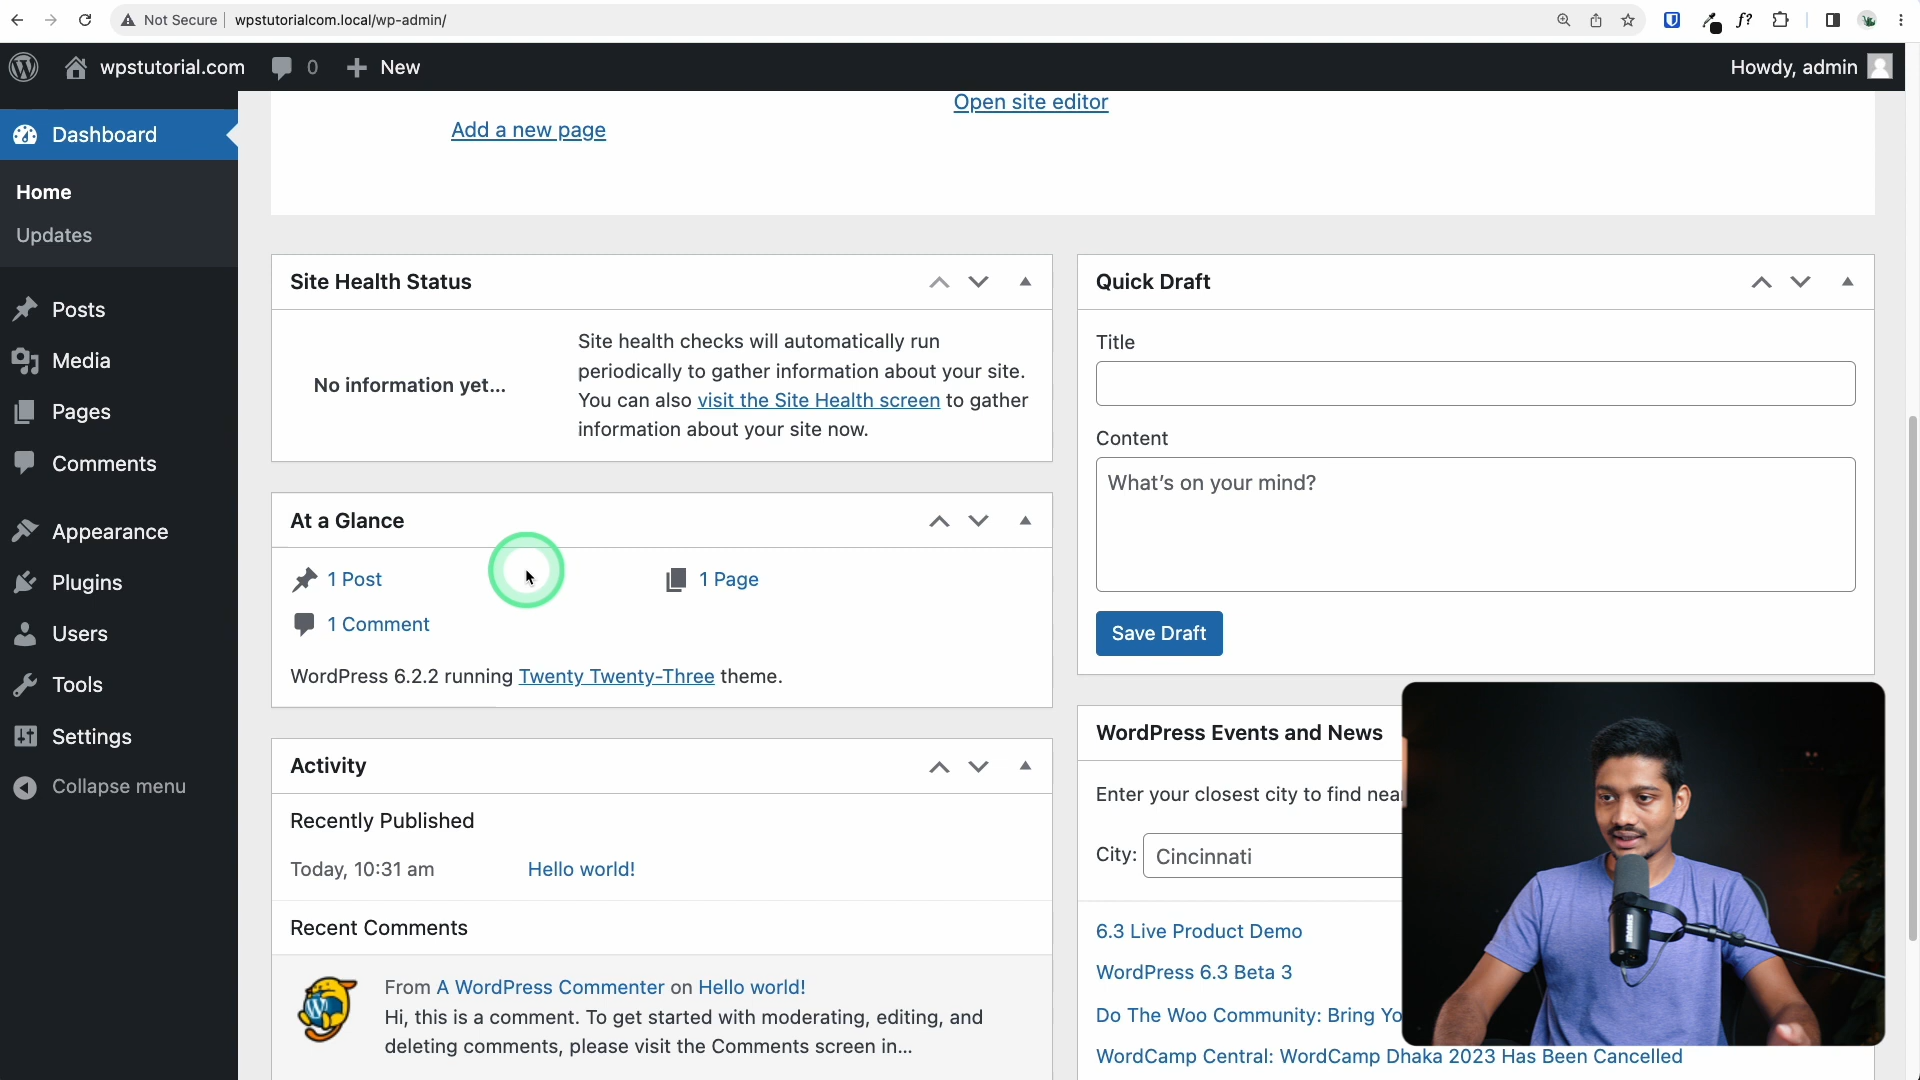 Not Secure
wpstutorialcom.local/wp-admin/
f?
wpstutorial.com
0
New
Howdy, admin
Dashboard
Home
Updates
Posts
Media
Pages
Comments
Appearance
Plugins
Users
Tools
Settings
Collapse menu
Open site editor
Add a new page
Site Health Status
No information yet...
Site health checks will automatically run
periodically to gather information about your site.
You can also visit the Site Health screen to gather
information about your site now.
At a Glance
1 Post
1 Page
1 Comment
WordPress 6.2.2 running Twenty Twenty-Three theme.
Activity
Recently Published
Today, 10:31 am
Hello world!
Recent Comments
From A WordPress Commenter on Hello world!
Hi, this is a comment. To get started with moderating, editing, and
deleting comments, please visit the Comments screen in...
Quick Draft
Title
Content
What's on your mind?
Save Draft
WordPress Events and News
Enter your closest city to find
City:
Cincinnati
6.3 Live Product Demo
WordPress 6.3 Beta 3
Do The Woo Community: Bring
WordCamp Central: WordCamp Dhaka 2023 Has Been Cancelled